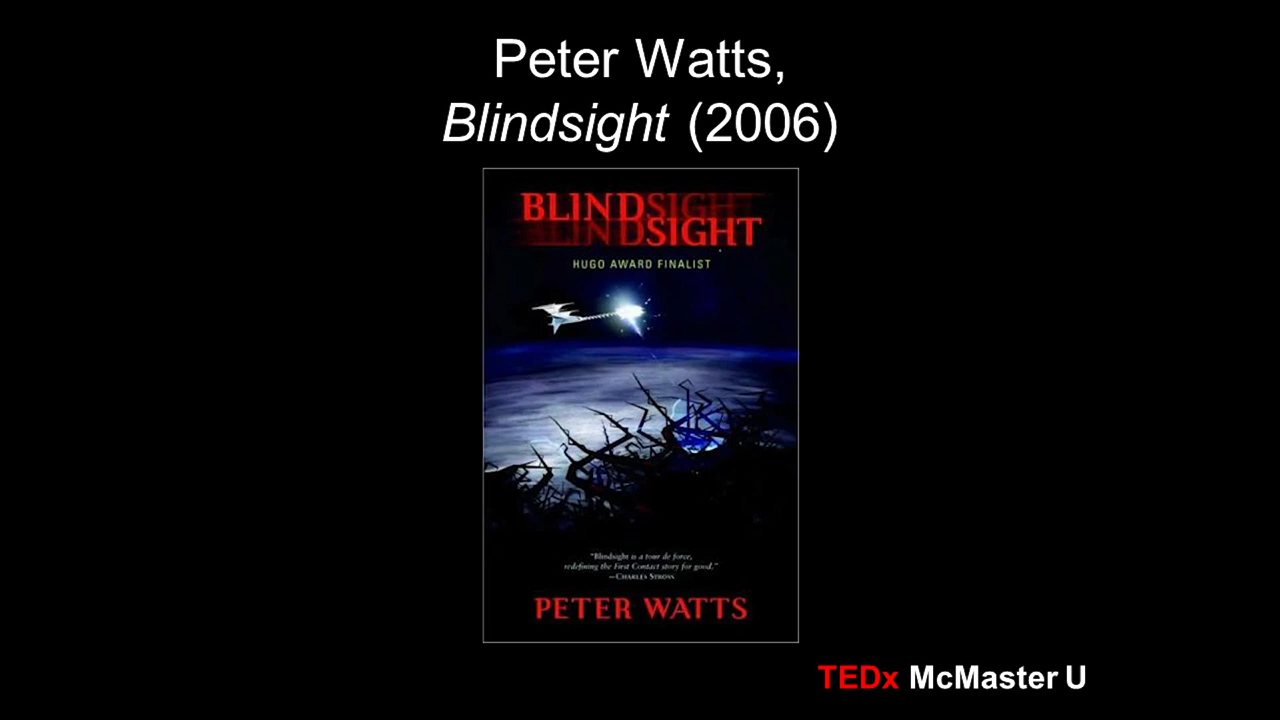 Peter Watts,
Blindsight (2006)
BLINDSIGHT
BLINDSIGHT
HUGO AWARD FINALIST
"Blindsight is a tour de force,
redefining the First Contact story for good."
—CHARLES STROSS
PETER WATTS
TEDx McMaster U